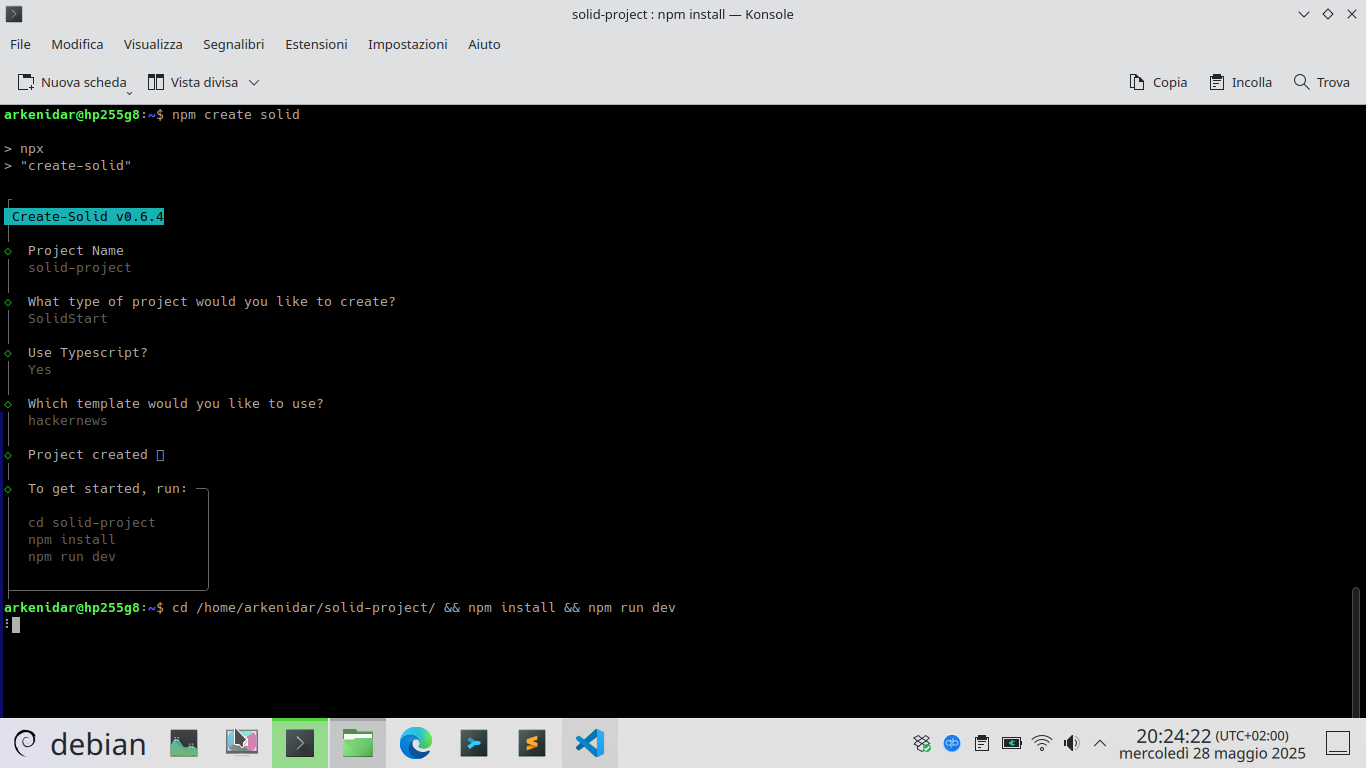 solid-project : npm install — Konsole
File Modifica Visualizza Segnalibri Estensioni Impostazioni Aiuto
Nuova scheda Vista divisa Copia Incolla Trova
arkenidar@hp255g8:~$ npm create solid
> npx
> "create-solid"
Create-Solid v0.6.4
Project Name
solid-project
What type of project would you like to create?
SolidStart
Use Typescript?
Yes
Which template would you like to use?
hackernews
Project created
To get started, run:
cd solid-project
npm install
npm run dev
arkenidar@hp255g8:~$ cd /home/arkenidar/solid-project/ && npm install && npm run dev
debian
qb
20:24:22 (UTC+02:00)
mercoledì 28 maggio 2025